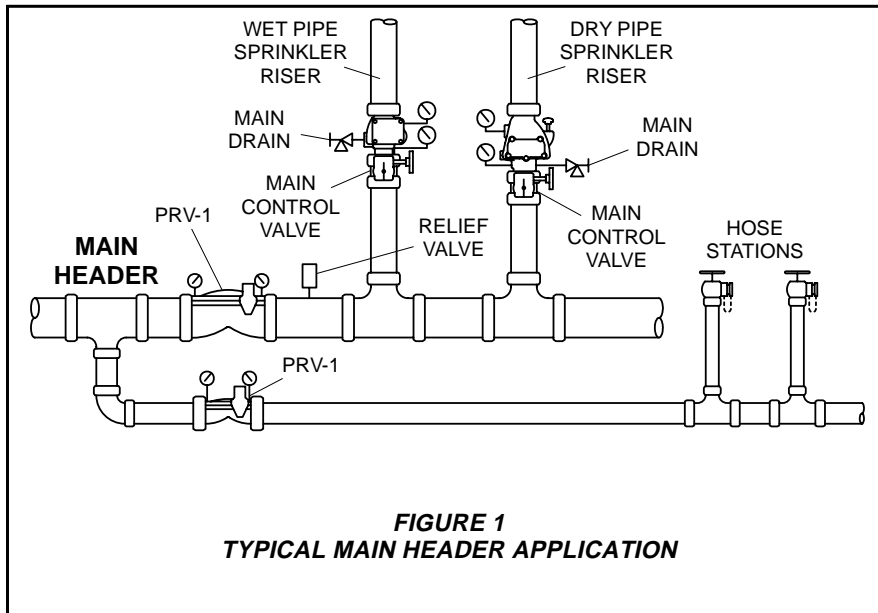 WET PIPE
SPRINKLER
RISER
DRY PIPE
SPRINKLER
RISER
MAIN
DRAIN
MAIN
DRAIN
MAIN
CONTROL
VALVE
PRV-1
RELIEF
VALVE
MAIN
CONTROL
VALVE
HOSE
STATIONS
MAIN
HEADER
PRV-1
FIGURE 1
TYPICAL MAIN HEADER APPLICATION